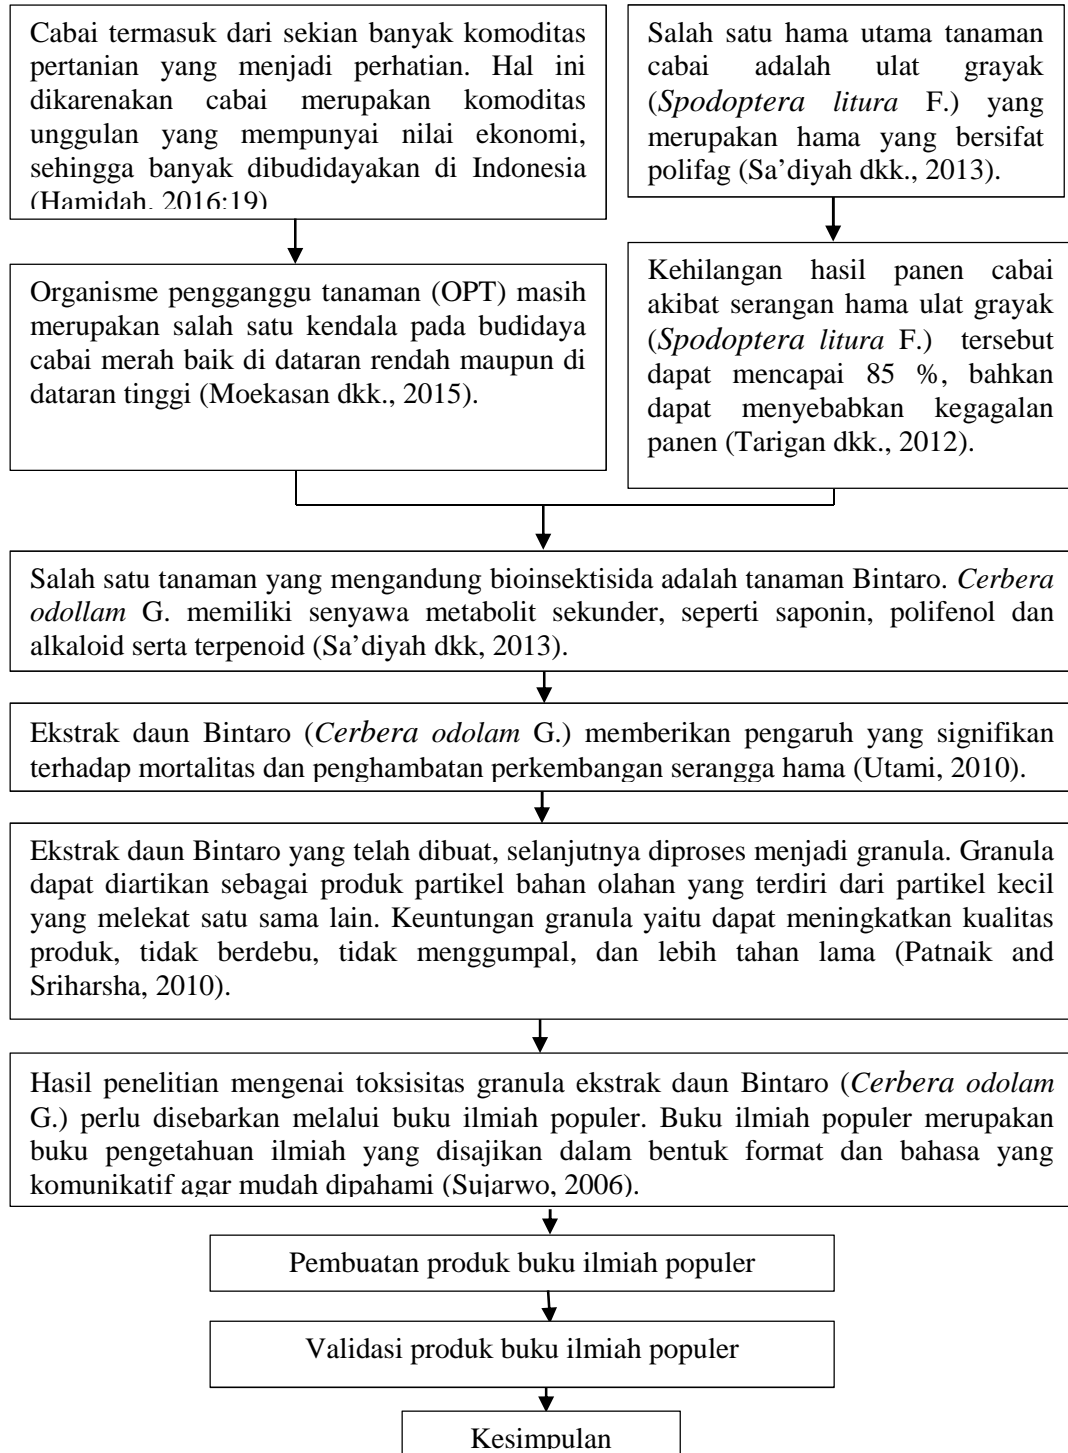 Cabai termasuk dari sekian banyak komoditas
pertanian yang menjadi perhatian. Hal ini
dikarenakan cabai merupakan komoditas
unggulan yang mempunyai nilai ekonomi,
sehingga banyak dibudidayakan di Indonesia
(Hamidah, 2016:19)
Salah satu hama utama tanaman
cabai adalah ulat grayak
(Spodoptera litura F.) yang
merupakan hama yang bersifat
polifag (Sa’diyah dkk., 2013).
Organisme pengganggu tanaman (OPT) masih
merupakan salah satu kendala pada budidaya
cabai merah baik di dataran rendah maupun di
dataran tinggi (Moekasan dkk., 2015).
Kehilangan hasil panen cabai
akibat serangan hama ulat grayak
(Spodoptera litura F.) tersebut
dapat mencapai 85 %, bahkan
dapat menyebabkan kegagalan
panen (Tarigan dkk., 2012).
Salah satu tanaman yang mengandung bioinsektisida adalah tanaman Bintaro. Cerbera
odollam G. memiliki senyawa metabolit sekunder, seperti saponin, polifenol dan
alkaloid serta terpenoid (Sa’diyah dkk, 2013).
Ekstrak daun Bintaro (Cerbera odolam G.) memberikan pengaruh yang signifikan
terhadap mortalitas dan penghambatan perkembangan serangga hama (Utami, 2010).
Ekstrak daun Bintaro yang telah dibuat, selanjutnya diproses menjadi granula. Granula
dapat diartikan sebagai produk partikel bahan olahan yang terdiri dari partikel kecil
yang melekat satu sama lain. Keuntungan granula yaitu dapat meningkatkan kualitas
produk, tidak berdebu, tidak menggumpal, dan lebih tahan lama (Patnaik and
Sriharsha, 2010).
Hasil penelitian mengenai toksisitas granula ekstrak daun Bintaro (Cerbera odolam
G.) perlu disebarkan melalui buku ilmiah populer. Buku ilmiah populer merupakan
buku pengetahuan ilmiah yang disajikan dalam bentuk format dan bahasa yang
komunikatif agar mudah dipahami (Sujarwo, 2006).
Pembuatan produk buku ilmiah populer
Validasi produk buku ilmiah populer
Kesimpulan